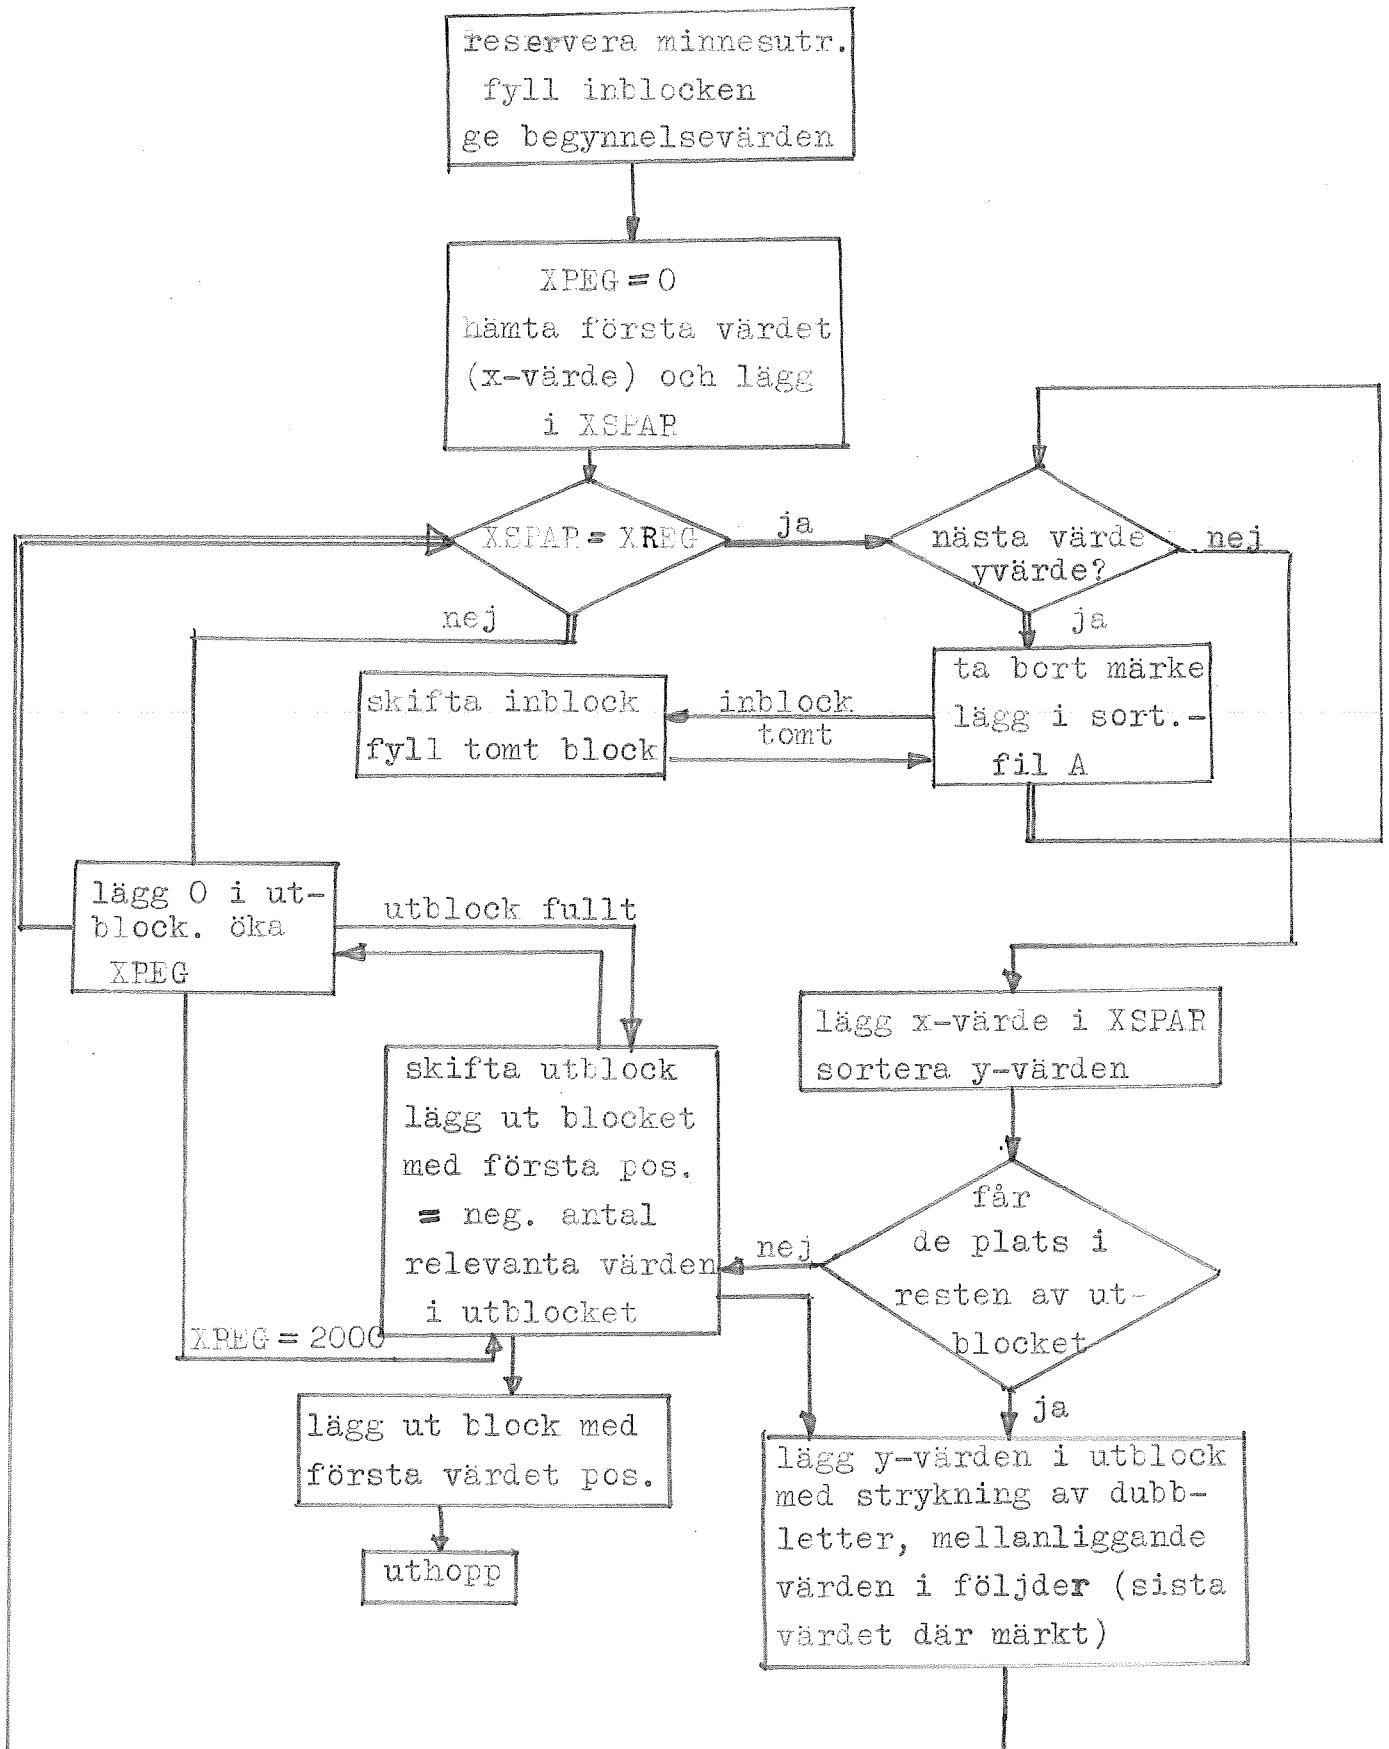 reservera minnesutr.
fyll inblocken
ge begynnelsevärden
XREG = 0
hämta första värdet
(x-värde) och lägg
i XSPAR
XSPAR = XREG
ja
nej
nästa värde
yvärde?
nej
ja
ta bort märke
lägg i sort.-
fil A
inblock
tomt
skifta inblock
fyll tomt block
lägg 0 i ut-
block. öka
XREG
utblock fullt
lägg x-värde i XSPAR
sortera y-värden
skifta utblock
lägg ut blocket
med första pos.
= neg. antal
relevanta värden
i utblocket
får
de plats i
resten av ut-
blocket
nej
ja
XREG = 2000
lägg ut block med
första värdet pos.
uthopp
lägg y-värden i utblock
med strykning av dubb-
letter, mellanliggande
värden i följder (sista
värdet där märkt)